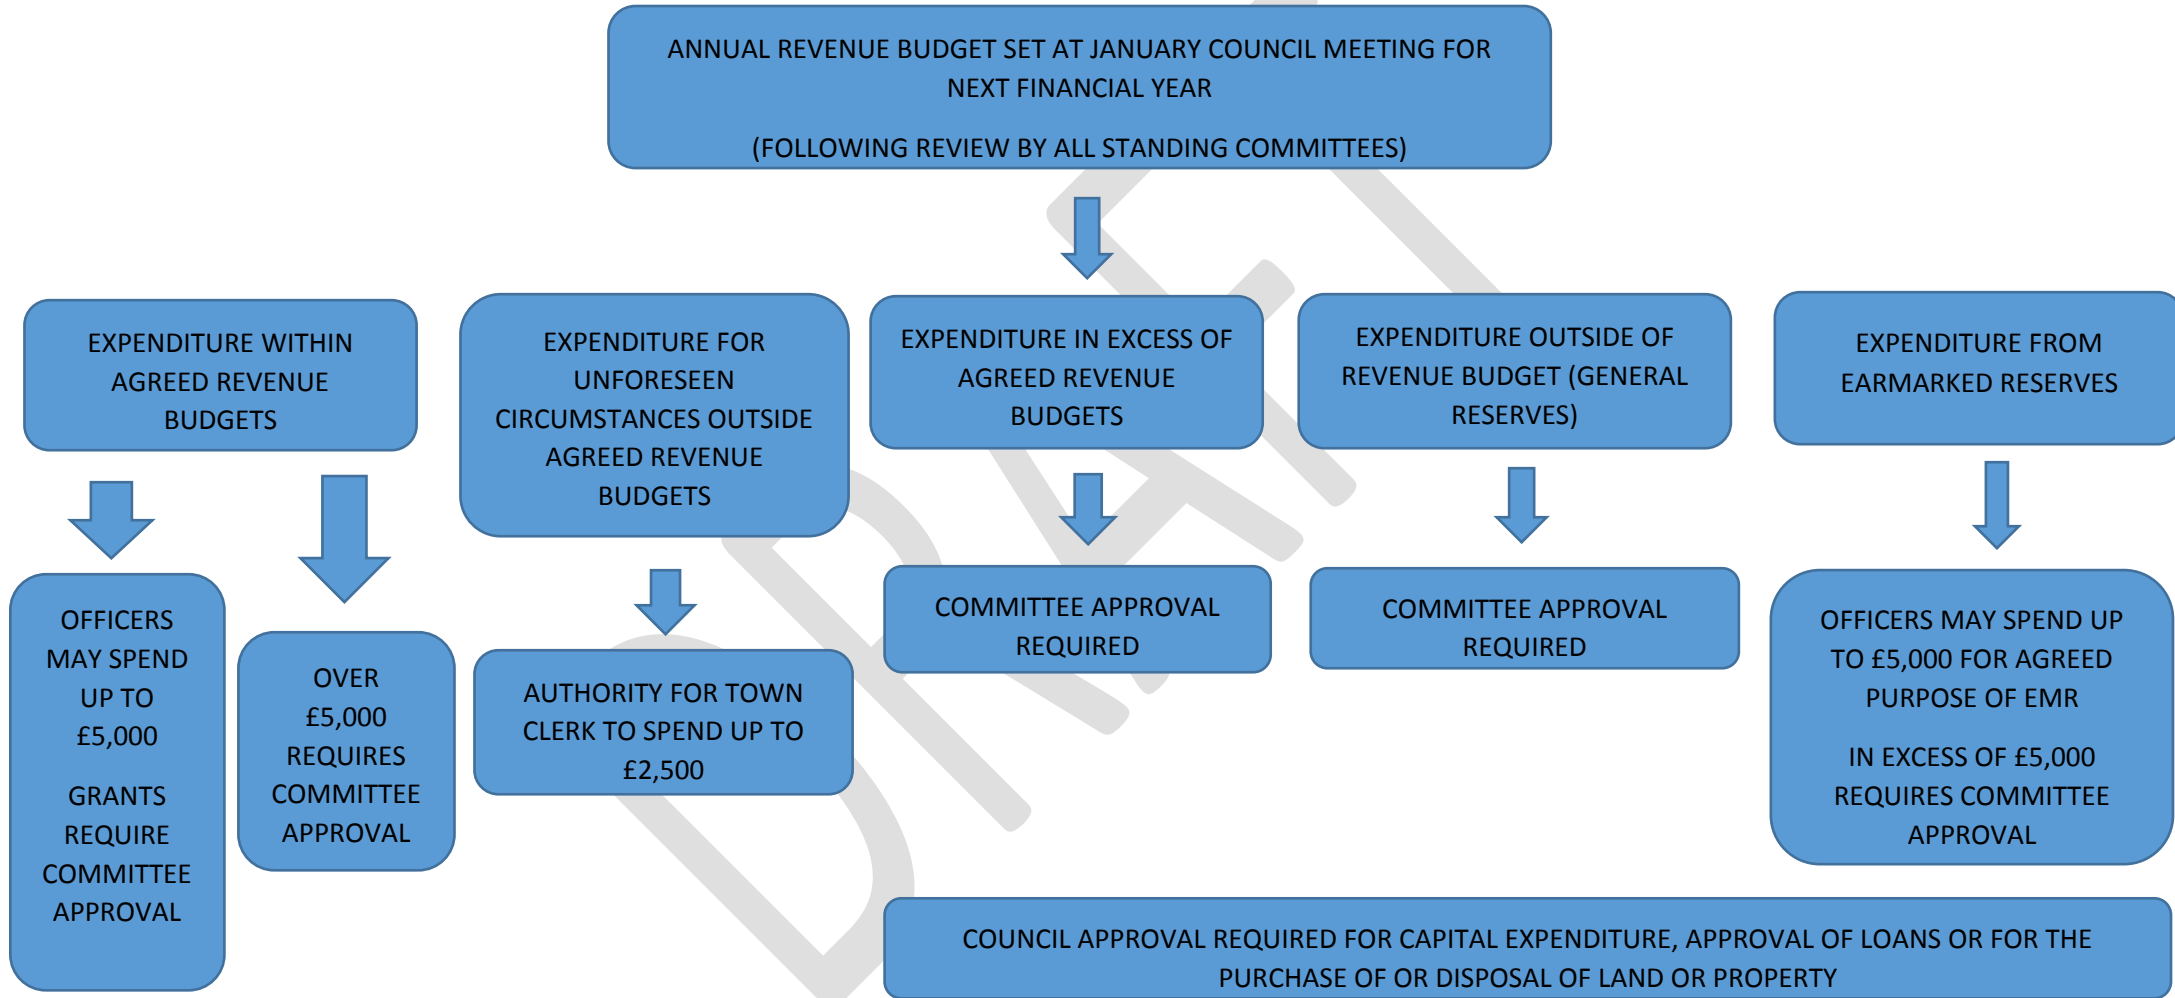 ANNUAL REVENUE BUDGET SET AT JANUARY COUNCIL MEETING FOR
NEXT FINANCIAL YEAR
(FOLLOWING REVIEW BY ALL STANDING COMMITTEES)
EXPENDITURE WITHIN
AGREED REVENUE
BUDGETS
EXPENDITURE FOR
UNFORESEEN
CIRCUMSTANCES OUTSIDE
AGREED REVENUE
BUDGETS
EXPENDITURE IN EXCESS OF
AGREED REVENUE
BUDGETS
EXPENDITURE OUTSIDE OF
REVENUE BUDGET (GENERAL
RESERVES)
EXPENDITURE FROM
EARMARKED RESERVES
OFFICERS
MAY SPEND
UP TO
£5,000
GRANTS
REQUIRE
COMMITTEE
APPROVAL
OVER
£5,000
REQUIRES
COMMITTEE
APPROVAL
AUTHORITY FOR TOWN
CLERK TO SPEND UP TO
£2,500
COMMITTEE APPROVAL
REQUIRED
COMMITTEE APPROVAL
REQUIRED
OFFICERS MAY SPEND UP
TO £5,000 FOR AGREED
PURPOSE OF EMR
IN EXCESS OF £5,000
REQUIRES COMMITTEE
APPROVAL
COUNCIL APPROVAL REQUIRED FOR CAPITAL EXPENDITURE, APPROVAL OF LOANS OR FOR THE
PURCHASE OF OR DISPOSAL OF LAND OR PROPERTY
DRAFT